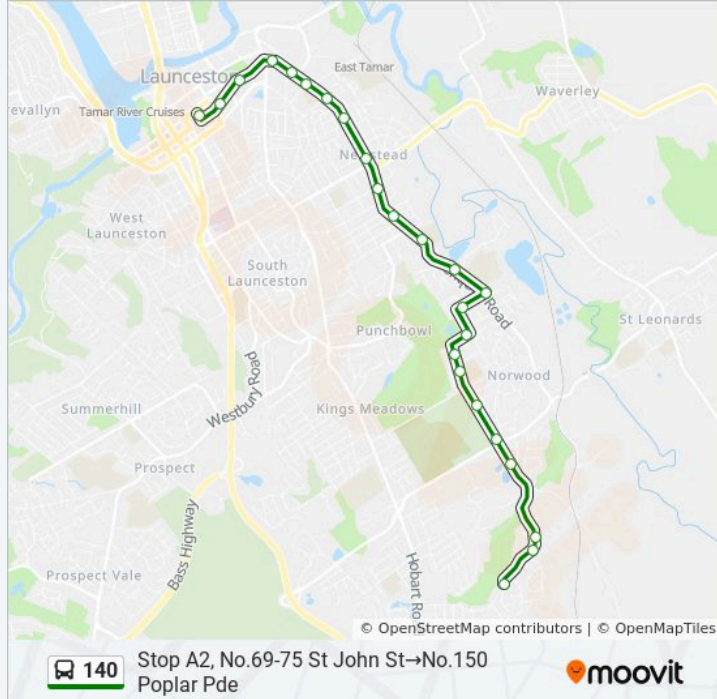 Launceston
East Tamar
Waverley
Tamar River Cruises
revallyn
Newstead
West
Launceston
South
Launceston
Road
St Leonards
Punchbowl
Norwood
Westbury Road
Summerhill
Kings Meadows
Prospect
Bass Highway
Prospect Vale
Hobart Ro
© OpenStreetMap contributors | © OpenMapTiles
140
Stop A2, No.69-75 St John St→No.150
Poplar Pde
moovit